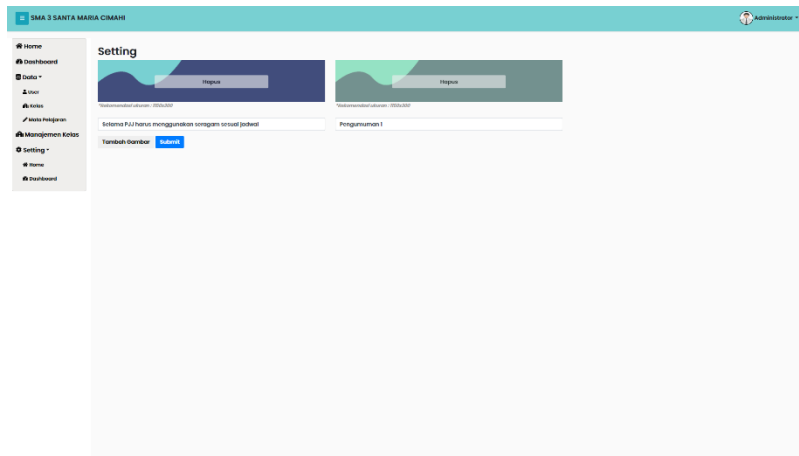 SMA 3 SANTA MARIA CIMAHI
Administrator
Home
Dashboard
Data
User
Kelas
Mata Pelajaran
Manajemen Kelas
Setting
Home
Dashboard
Setting
Hapus
Hapus
Selama PJJ harus menggunakan seragam sesuai jadwal
Pengumuman 1
Tambah Gambar
Submit